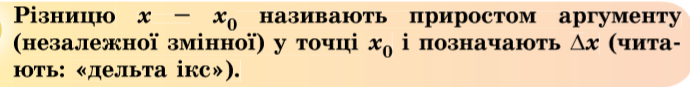 Різницю x − x₀ називають приростом аргументу
(незалежної змінної) у точці x₀ і позначають Δx (чита-
ють: «дельта ікс»).